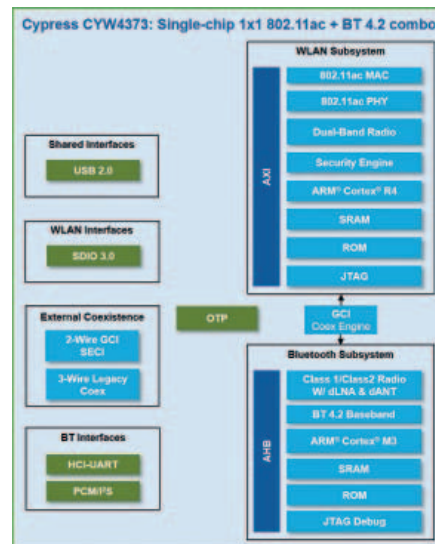 Cypress CYW4373: Single-chip 1x1 802.11ac + BT 4.2 combo
Shared Interfaces
USB 2.0
WLAN Interfaces
SDIO 3.0
External Coexistence
2-Wire GCI
SECI
3-Wire Legacy
Coex
BT Interfaces
HCI-UART
PCM/I²S
OTP
WLAN Subsystem
AXI
802.11ac MAC
802.11ac PHY
Dual-Band Radio
Security Engine
ARM® Cortex® R4
SRAM
ROM
JTAG
GCI
Coex Engine
Bluetooth Subsystem
AHB
Class 1/Class2 Radio
W/ dLNA & dANT
BT 4.2 Baseband
ARM® Cortex® M3
SRAM
ROM
JTAG Debug